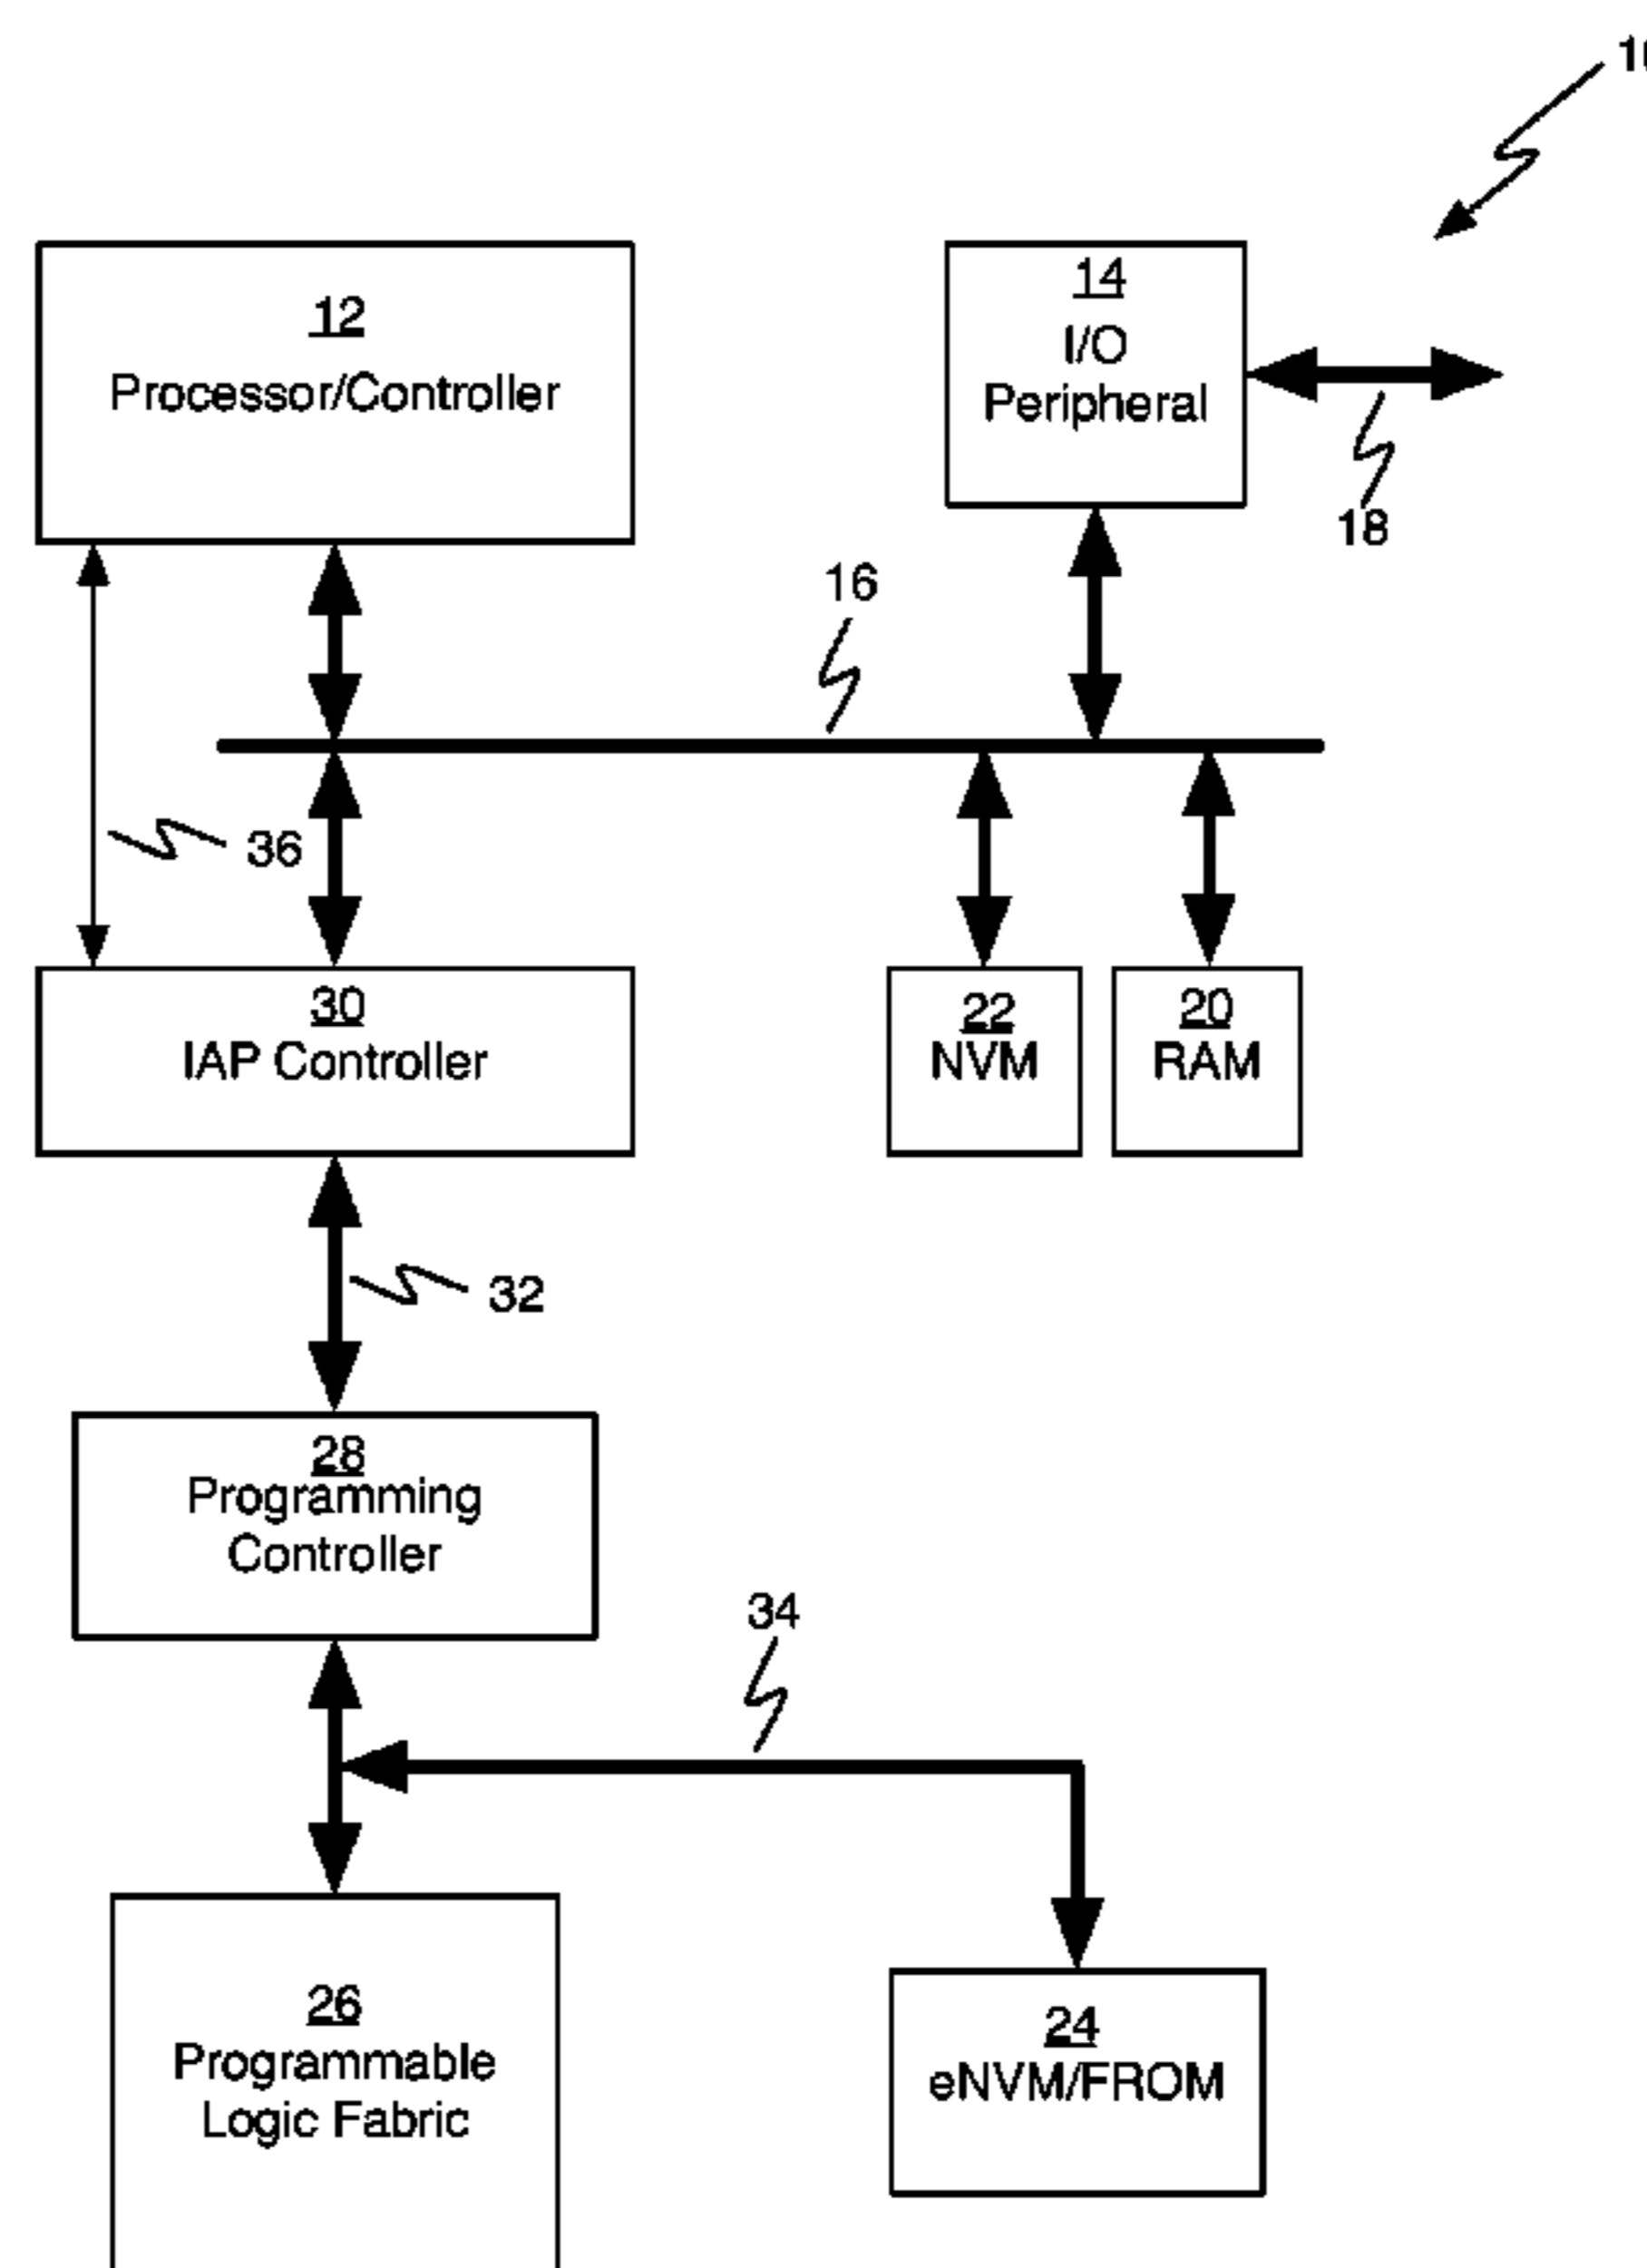 12
Processor/Controller
14
I/O
Peripheral
18
16
36
30
IAP Controller
22
NVM
20
RAM
32
28
Programming
Controller
34
26
Programmable
Logic Fabric
24
eNVM/FROM